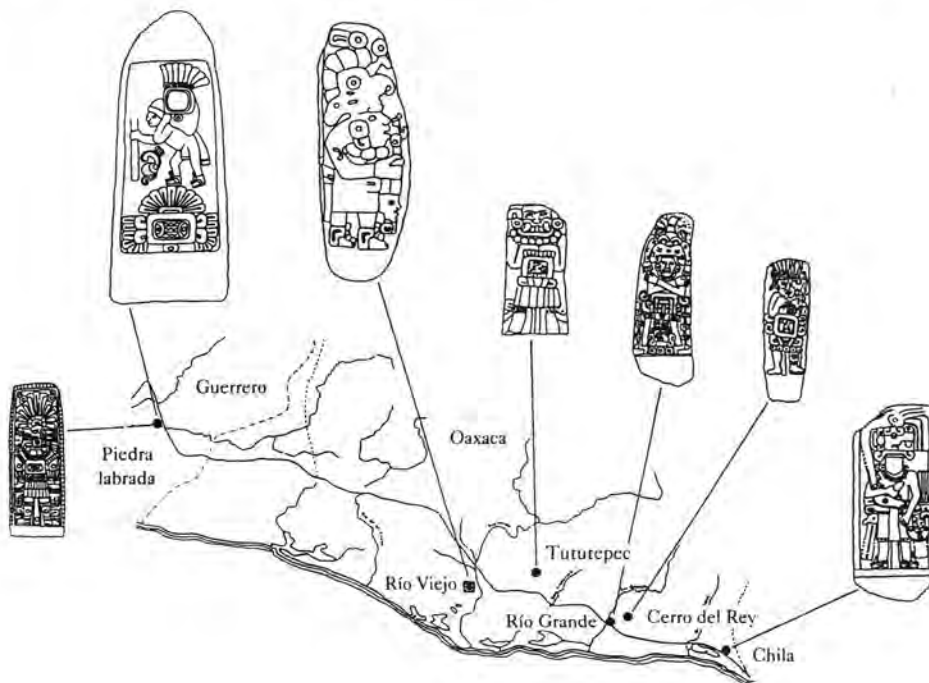 Guerrero
Oaxaca
Piedra
labrada
Tututepec
Río Viejo
Río Grande
Cerro del Rey
Chila